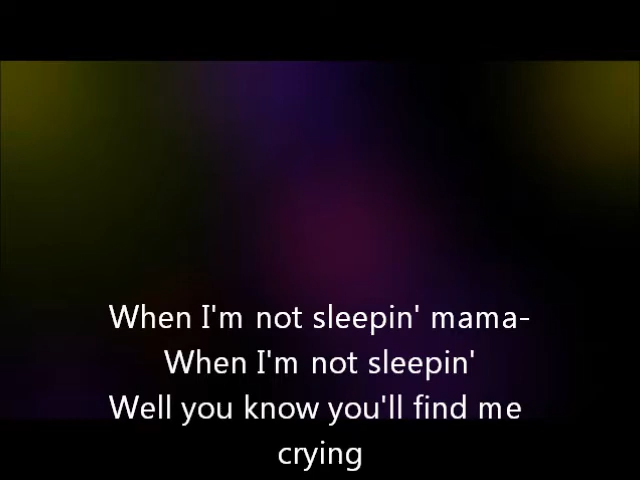 When I'm not sleepin' mama-
When I'm not sleepin'
Well you know you'll find me
crying